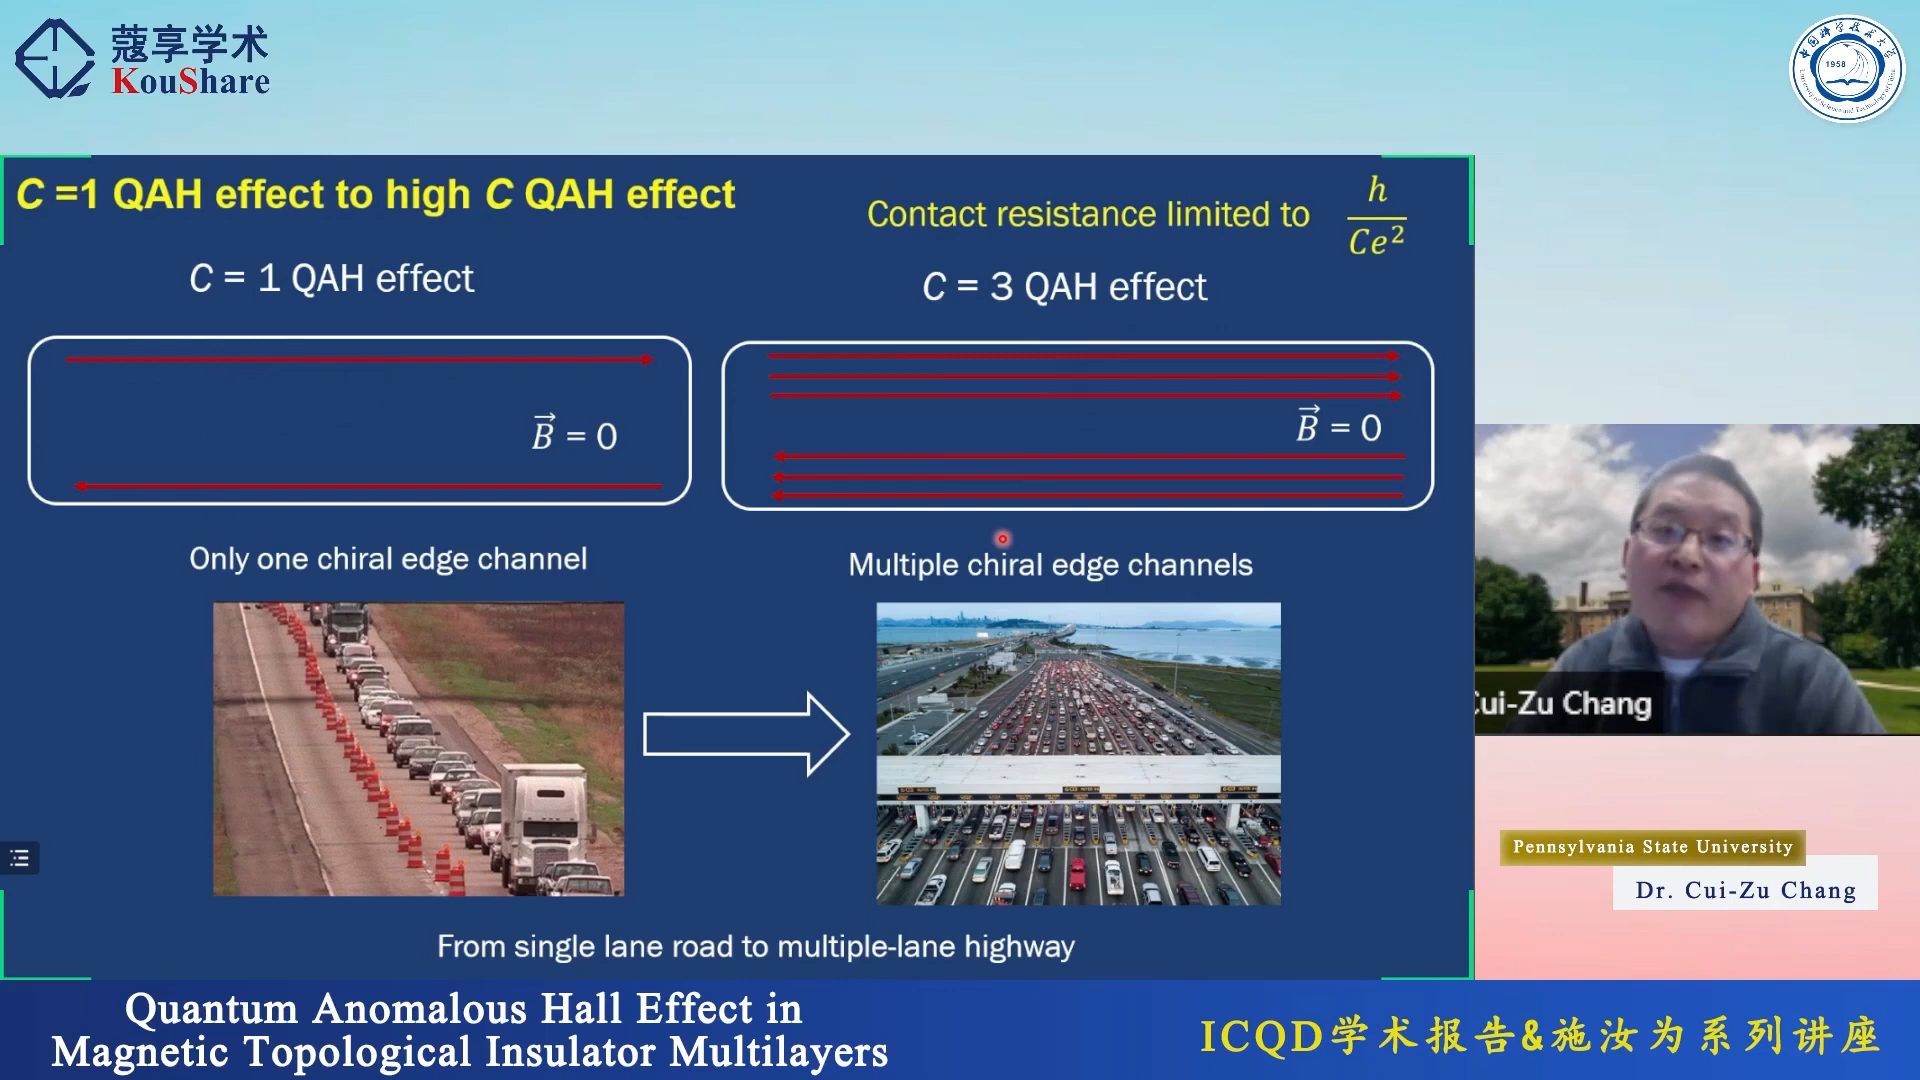 蔻享学术
KouShare
1958
C =1 QAH effect to high C QAH effect
Contact resistance limited to h/Ce²
C = 1 QAH effect
C = 3 QAH effect
B⃗ = 0
B⃗ = 0
Only one chiral edge channel
Multiple chiral edge channels
From single lane road to multiple-lane highway
Cui-Zu Chang
Pennsylvania State University
Dr. Cui-Zu Chang
Quantum Anomalous Hall Effect in
Magnetic Topological Insulator Multilayers
ICQD学术报告&施汝为系列讲座